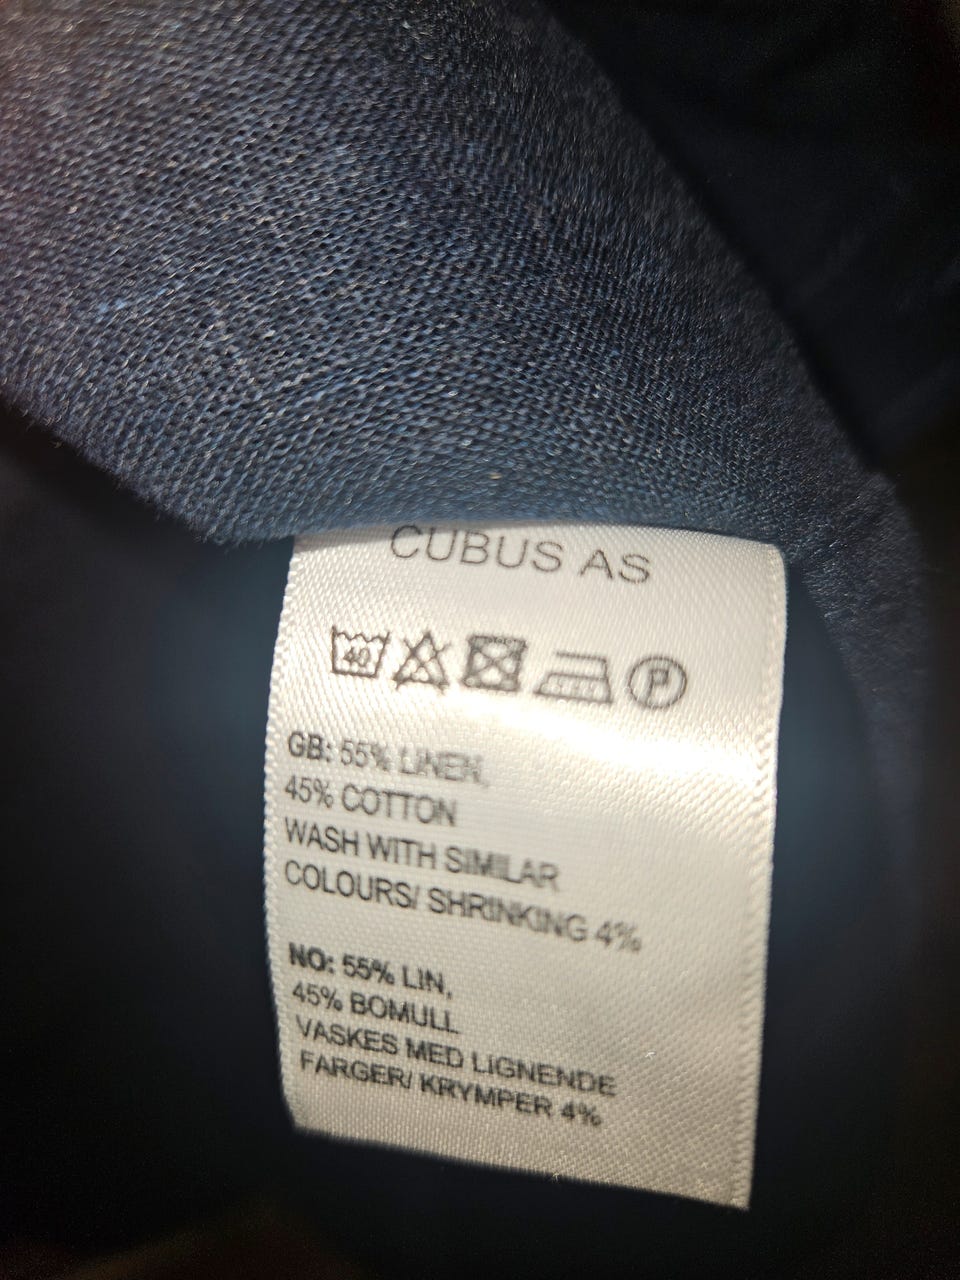 CUBUS AS
40 P
GB: 55% LINEN,
45% COTTON
WASH WITH SIMILAR
COLOURS/ SHRINKING 4%
NO: 55% LIN,
45% BOMULL
VASKES MED LIGNENDE
FARGER/ KRYMPER 4%